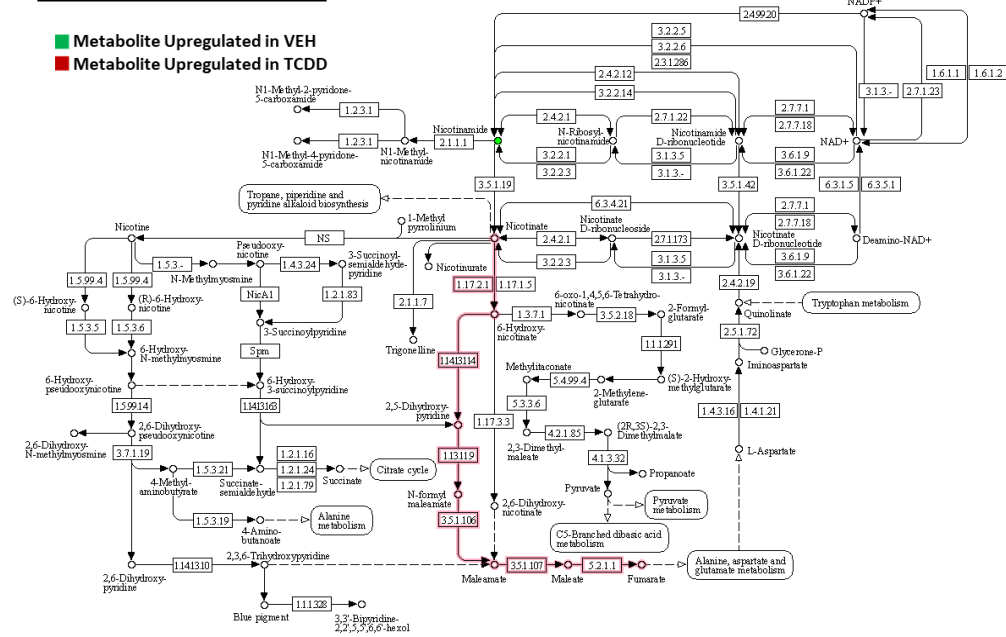 NADP+
2.4.99.20
3.2.2.5
3.2.2.6
2.3.1.286
Metabolite Upregulated in VEH
Metabolite Upregulated in TCDD
1.6.1.1
1.6.1.2
2.4.2.12
3.2.2.14
3.1.3.-
2.7.1.23
N1-Methyl-2-pyridone-
5-carboxamide
1.2.3.1
Nicotinamide
2.4.2.1
N-Ribosyl-
nicotinamide
2.7.1.22
Nicotinamide
D-ribonucleotide
2.7.7.1
2.7.7.18
NAD+
1.2.3.1
2.1.1.1
N1-Methyl-4-pyridone-
5-carboxamide
N1-Methyl-
nicotinamide
3.2.2.1
3.2.2.3
3.1.3.5
3.1.3.-
3.6.1.9
3.6.1.22
3.5.1.19
3.5.1.42
6.3.1.5
6.3.5.1
Tropane, piperidine and
pyridine alkaloid biosynthesis
6.3.4.21
2.7.7.1
2.7.7.18
Nicotine
NS
1-Methyl
pyrrolinium
Nicotinate
2.4.2.1
Nicotinate
D-ribonucleoside
2.7.1.173
Nicotinate
D-ribonucleotide
Deamino-NAD+
Pseudooxy-
nicotine
3-Succinoyl-
semialdehyde-
pyridine
3.2.2.3
3.1.3.5
3.1.3.-
3.6.1.9
3.6.1.22
1.5.3.-
1.4.3.24
Nicotinurate
1.5.99.4
1.5.99.4
N-Methylmyosmine
1.17.2.1
1.17.1.5
2.4.2.19
NicA1
1.2.1.83
2.1.1.7
6-oxo-1,4,5,6-Tetrahydro-
nicotinate
2-Formyl-
glutarate
Quinolinate
Tryptophan metabolism
(S)-6-Hydroxy-
nicotine
(R)-6-Hydroxy-
nicotine
1.3.7.1
3.5.2.18
1.5.3.5
1.5.3.6
3-Succinoylpyridine
6-Hydroxy-
nicotinate
2.5.1.72
Trigonelline
1.1.1.291
Glycerone-P
6-Hydroxy-
N-methylmyosmine
Spm
1.14.13.114
Iminoaspartate
Methylitaconate
5.4.99.4
(S)-2-Hydroxy-
methylglutarate
6-Hydroxy-
pseudooxynicotine
6-Hydroxy-
3-succinoylpyridine
2-Methylene-
glutarate
5.3.3.6
1.5.99.14
1.14.13.163
2,5-Dihydroxy-
pyridine
1.17.3.3
1.4.3.16
1.4.1.21
(2R,3S)-2,3-
Dimethylmalate
4.2.1.85
2,6-Dihydroxy-
pseudooxynicotine
2,6-Dihydroxy-
N-methylmyosmine
2,3-Dimethyl-
maleate
L-Aspartate
3.7.1.19
1.2.1.16
1.2.1.24
1.2.1.79
1.13.11.9
4.1.3.32
1.5.3.21
Succinate
Citrate cycle
Propanoate
4-Methyl-
aminobutyrate
Succinate-
semialdehyde
N-formyl
maleamate
Pyruvate
2,6-Dihydroxy-
nicotinate
Pyruvate
metabolism
1.5.3.19
4-Amino-
butanoate
Alanine
metabolism
3.5.1.106
C5-Branched dibasic acid
metabolism
1.14.13.10
2,3,6-Trihydroxypyridine
3.5.1.107
5.2.1.1
Alanine, aspartate and
glutamate metabolism
2,6-Dihydroxy-
pyridine
Maleamate
Maleate
Fumarate
1.1.1.328
Blue pigment
3,3'-Bipyridine-
2,2',5,5',6,6'-hexol